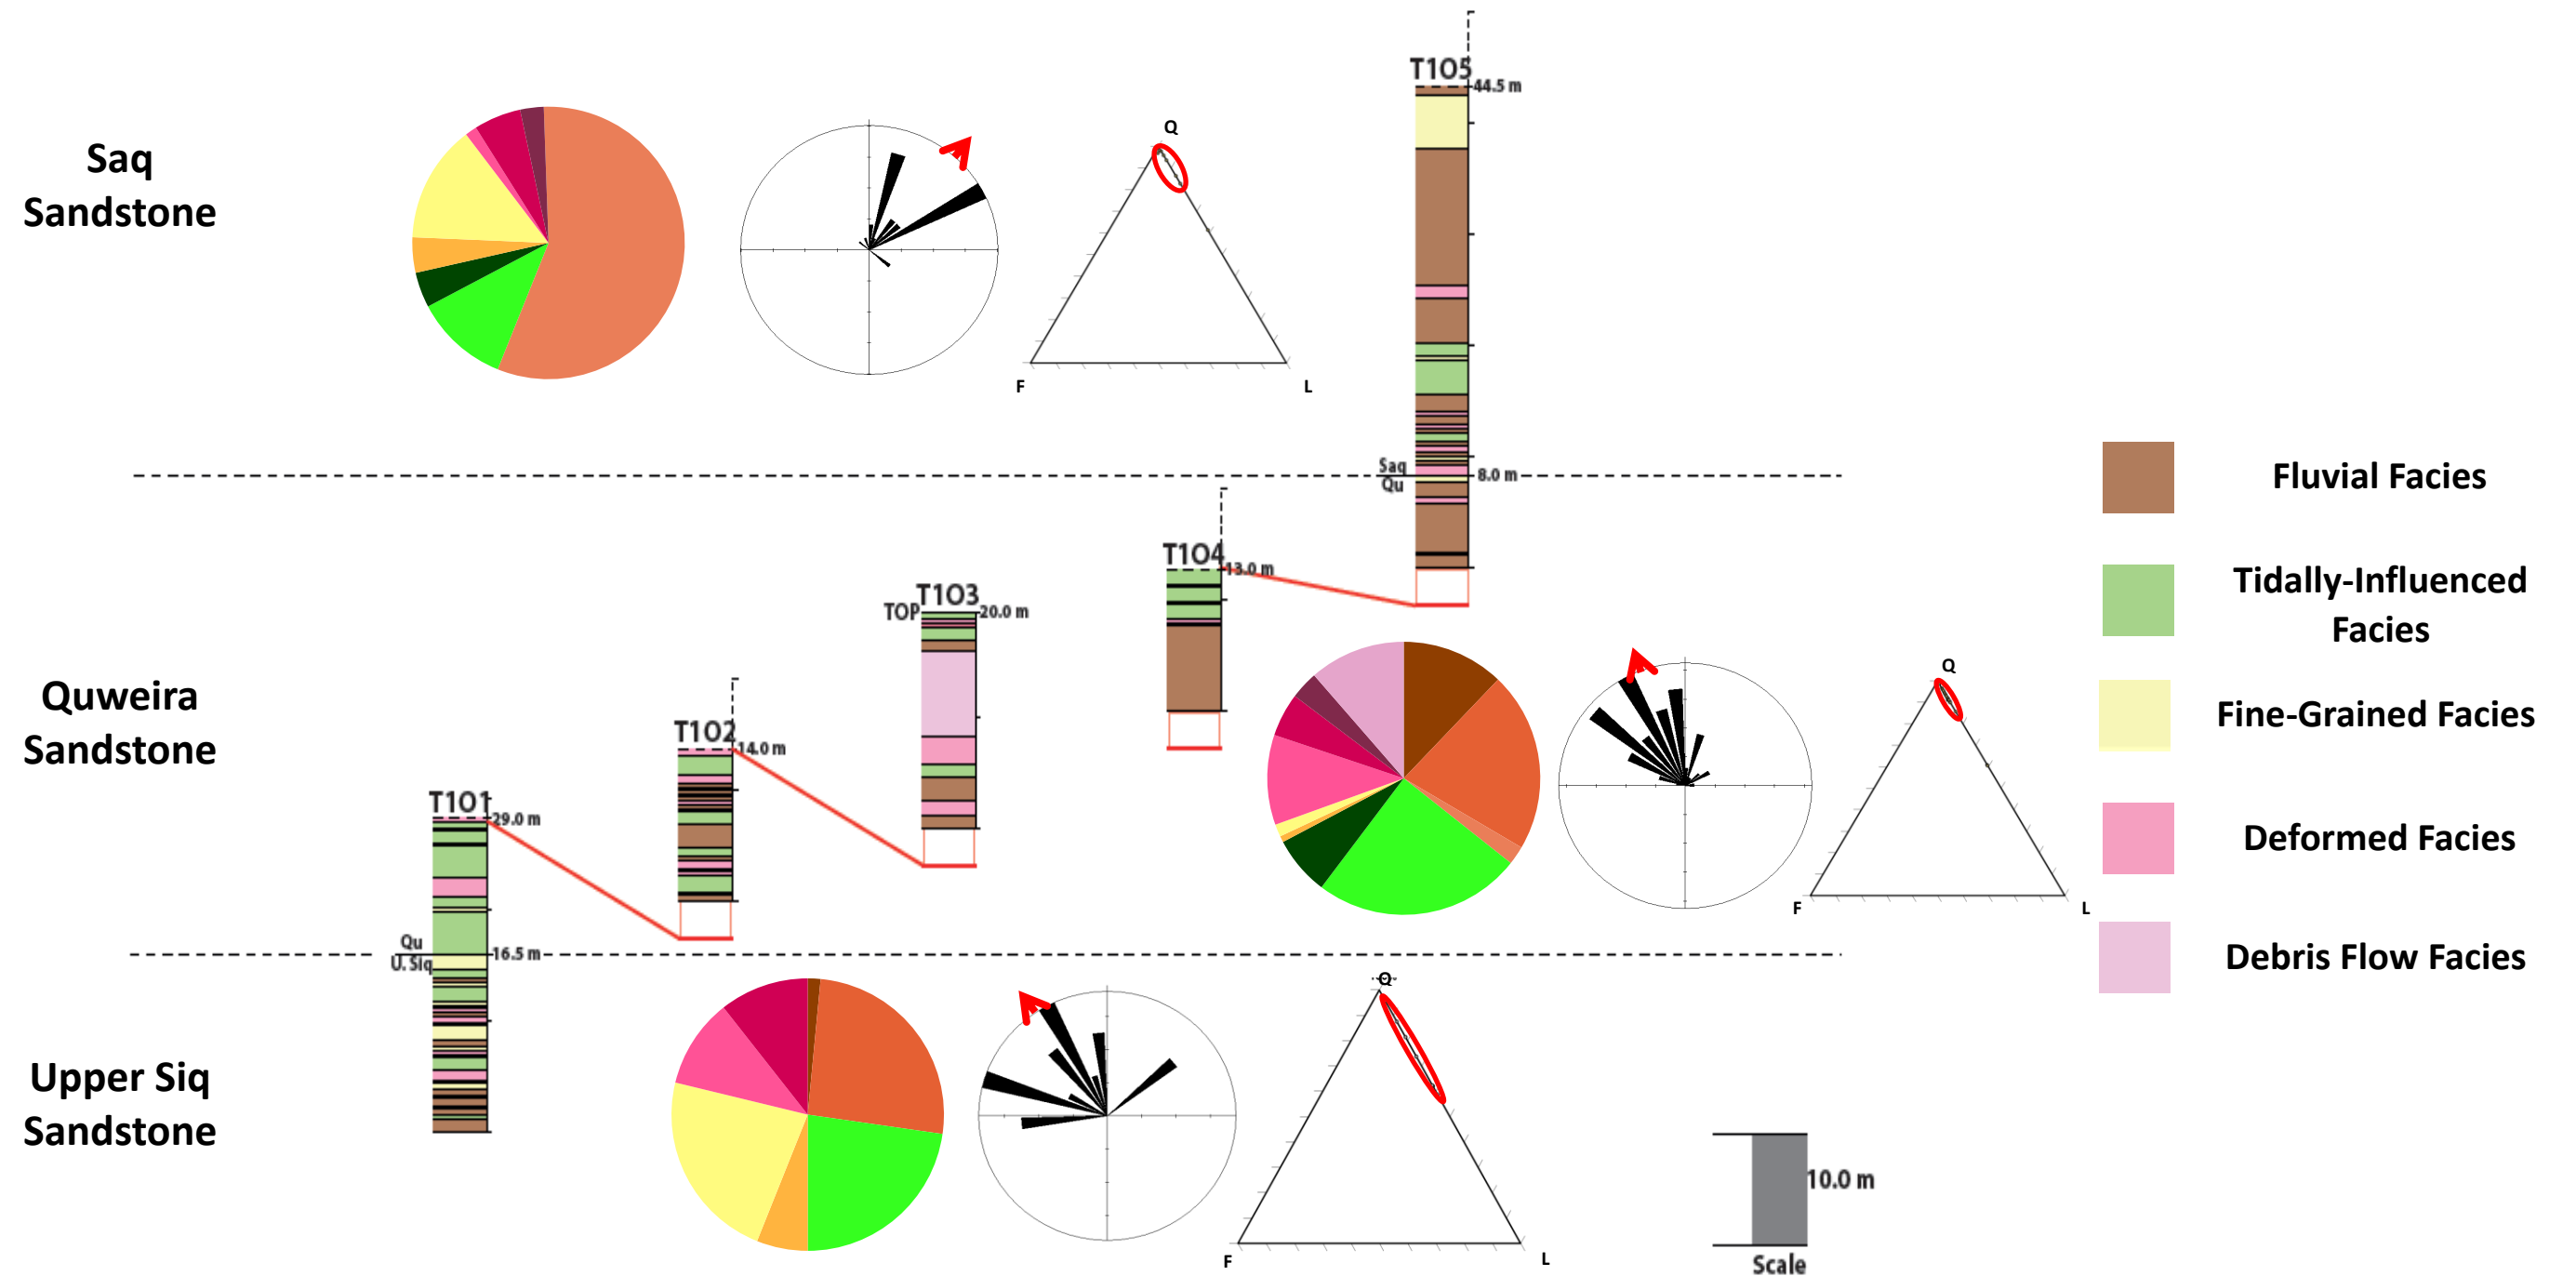 T105
44.5 m
Saq
Sandstone
Q
F
L
Saq
Qu
8.0 m
Fluvial Facies
T104
13.0 m
Tidally-Influenced
Facies
T103
TOP
20.0 m
Quweira
Sandstone
Q
F
L
Fine-Grained Facies
T102
14.0 m
T101
29.0 m
Deformed Facies
Qu
U. Siq
16.5 m
Debris Flow Facies
Upper Siq
Sandstone
Q
F
L
10.0 m
Scale